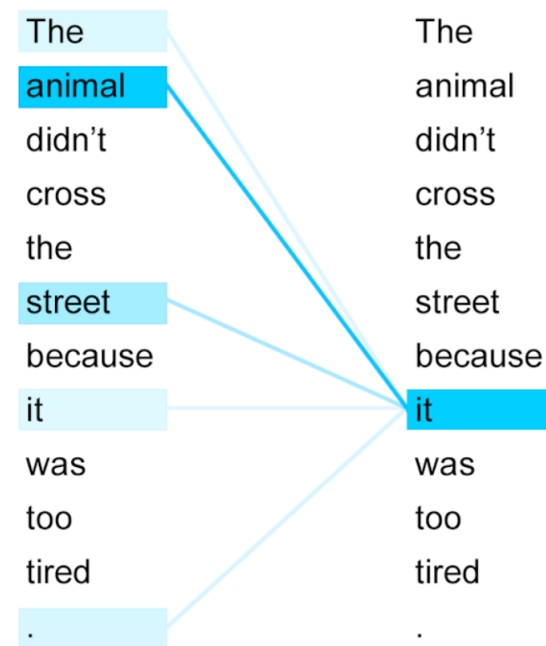 The
animal
didn’t
cross
the
street
because
it
was
too
tired
.
The
animal
didn’t
cross
the
street
because
it
was
too
tired
.